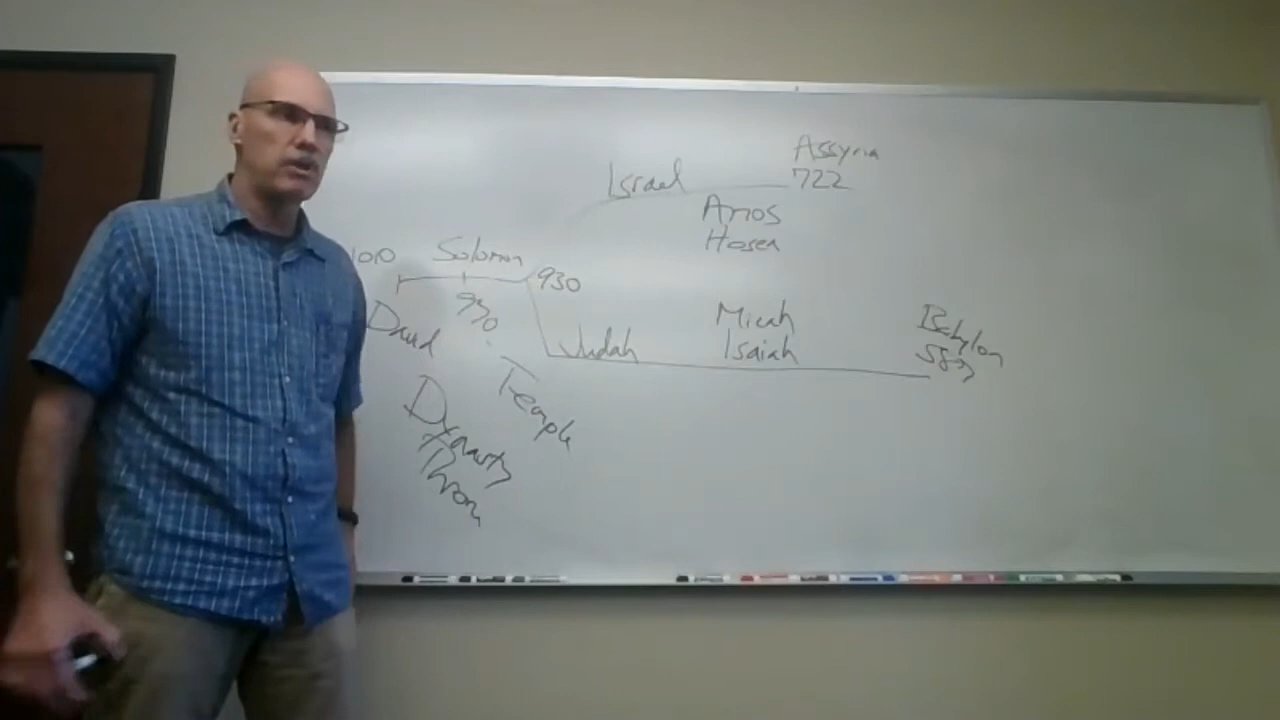 Assyria
Israel 722
Amos
Hosea
1010 Solomon 930
970
David
Judah
Micah
Isaiah
Babylon
587
Temple
Dynasty
Throne